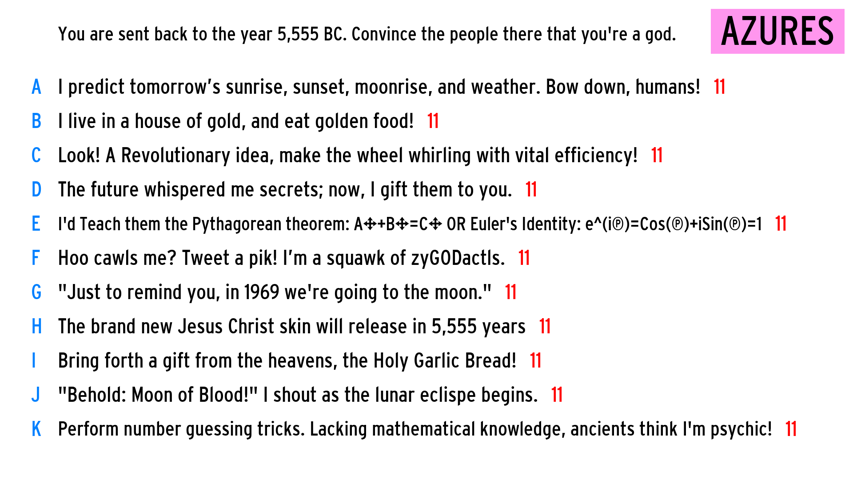 You are sent back to the year 5,555 BC. Convince the people there that you're a god.
AZURES
A I predict tomorrow's sunrise, sunset, moonrise, and weather. Bow down, humans! 11
B I live in a house of gold, and eat golden food! 11
C Look! A Revolutionary idea, make the wheel whirling with vital efficiency! 11
D The future whispered me secrets; now, I gift them to you. 11
E I'd Teach them the Pythagorean theorem: A✢+B✢=C✢ OR Euler's Identity: e^(i℗)=Cos(℗)+iSin(℗)=1 11
F Hoo cawls me? Tweet a pik! I'm a squawk of zyGODactls. 11
G "Just to remind you, in 1969 we're going to the moon." 11
H The brand new Jesus Christ skin will release in 5,555 years 11
I Bring forth a gift from the heavens, the Holy Garlic Bread! 11
J "Behold: Moon of Blood!" I shout as the lunar eclispe begins. 11
K Perform number guessing tricks. Lacking mathematical knowledge, ancients think I'm psychic! 11